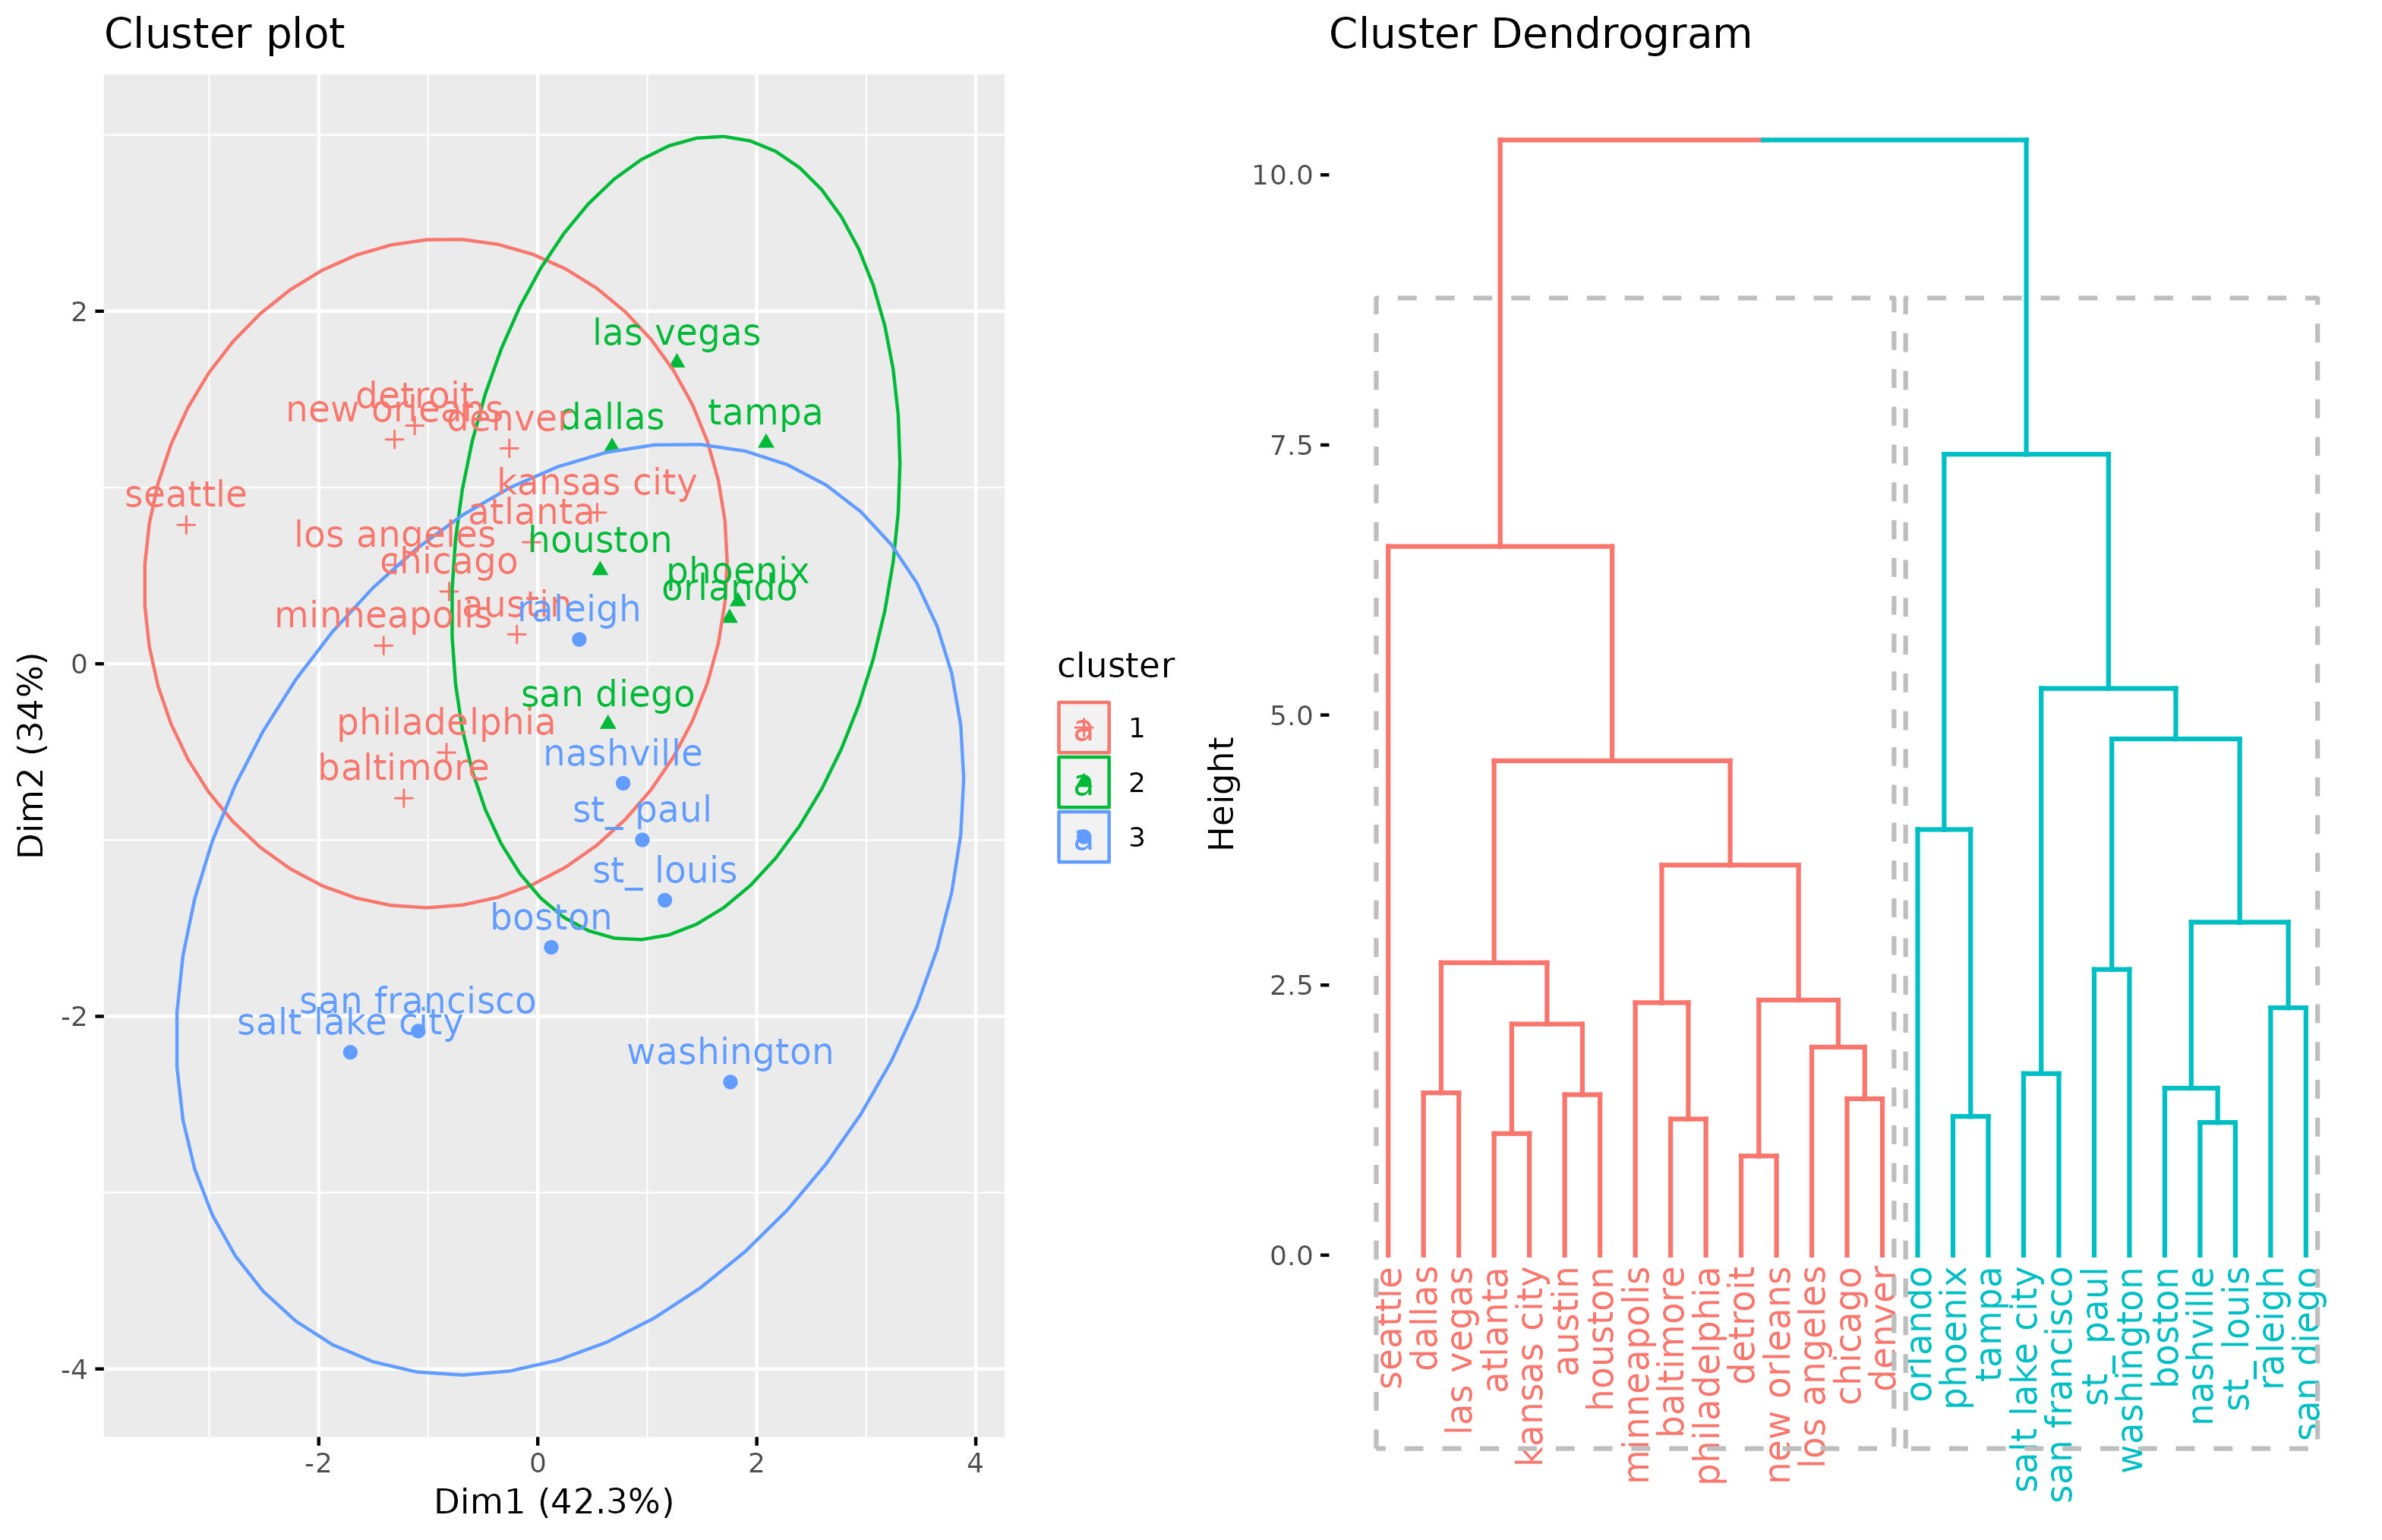 Cluster plot
las vegas
detroit
new orleans
denver
dallas
tampa
kansas city
seattle
atlanta
los angeles
houston
chicago
phoenix
orlando
austin
raleigh
minneapolis
san diego
philadelphia
nashville
baltimore
st_ paul
st_ louis
boston
san francisco
salt lake city
washington
2
0
-2
-4
-2
0
2
4
Dim2 (34%)
Dim1 (42.3%)
cluster
a 1
a 2
a 3
Cluster Dendrogram
Height
10.0
7.5
5.0
2.5
0.0
seattle
dallas
las vegas
atlanta
kansas city
austin
houston
minneapolis
baltimore
philadelphia
detroit
new orleans
los angeles
chicago
denver
orlando
phoenix
tampa
salt lake city
san francisco
st_ paul
washington
boston
nashville
st_ louis
raleigh
san diego